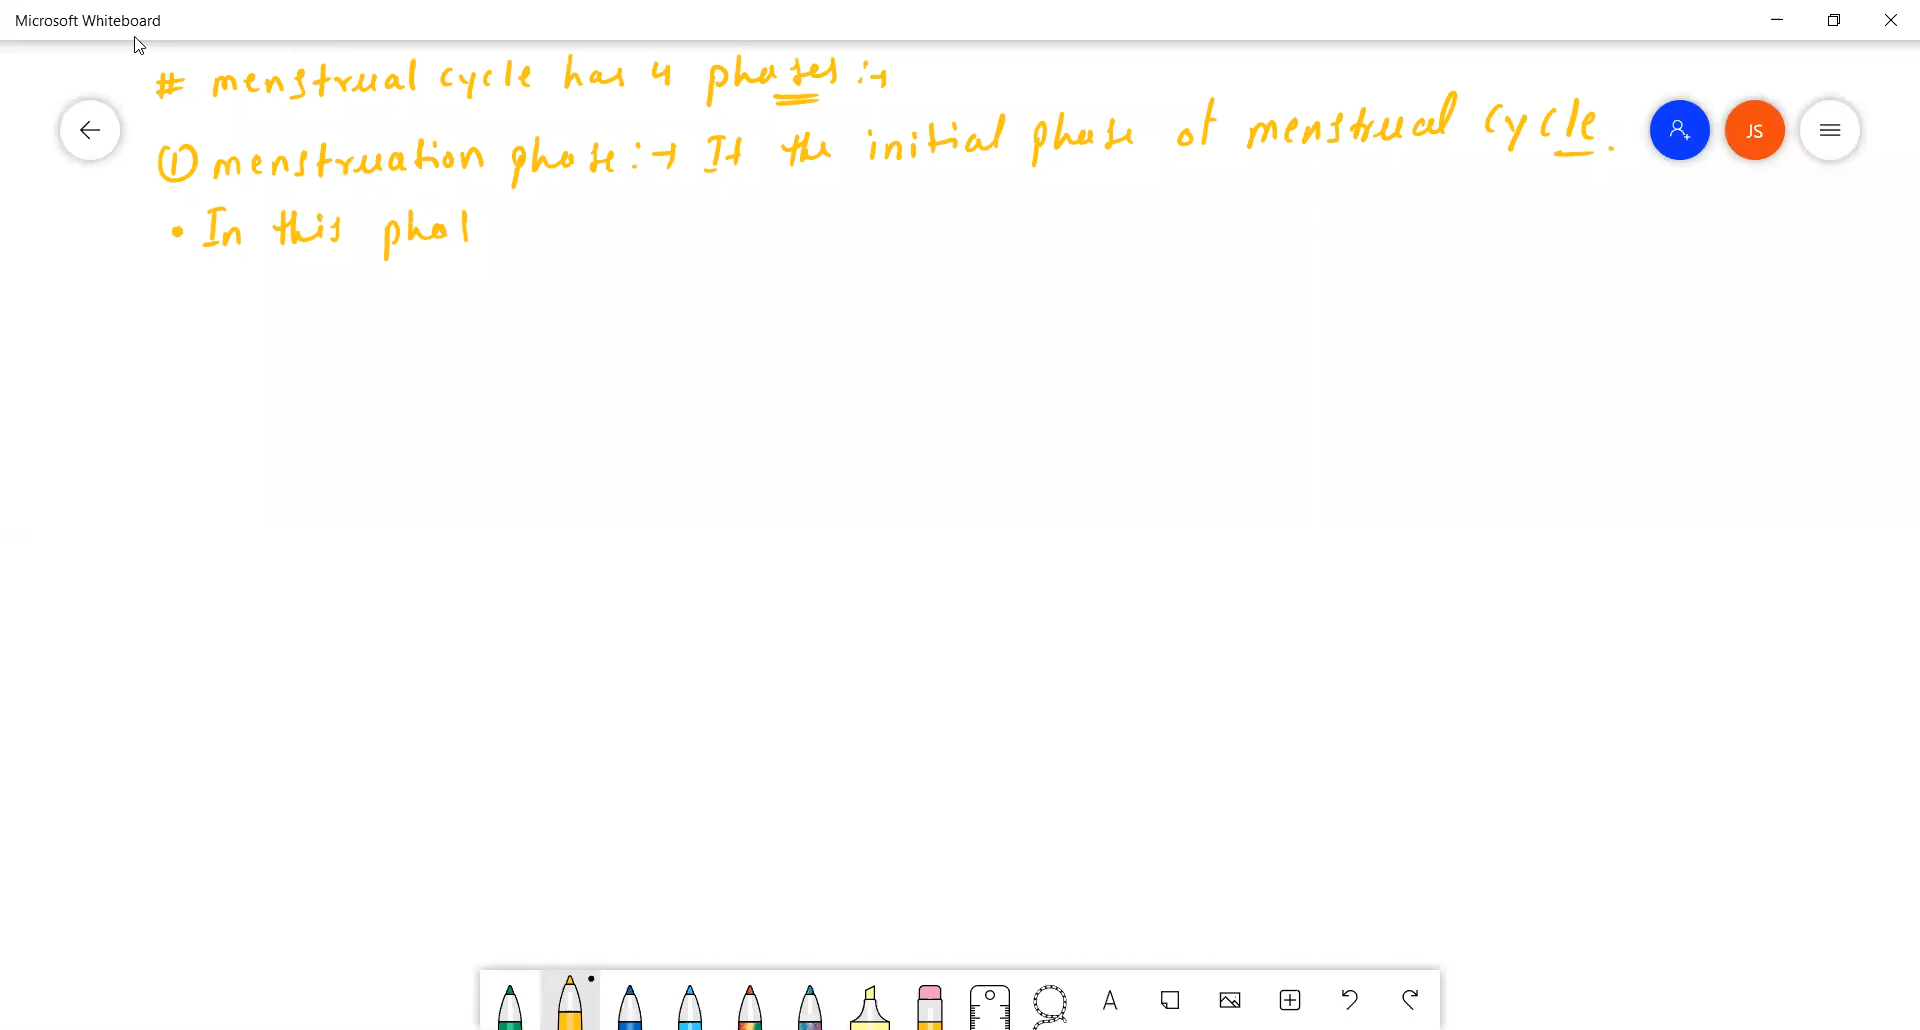 Microsoft Whiteboard
# menstrual cycle has 4 phases :→
① menstruation phase :→ It the initial phase of menstrual cycle.
JS
• In this phal
A